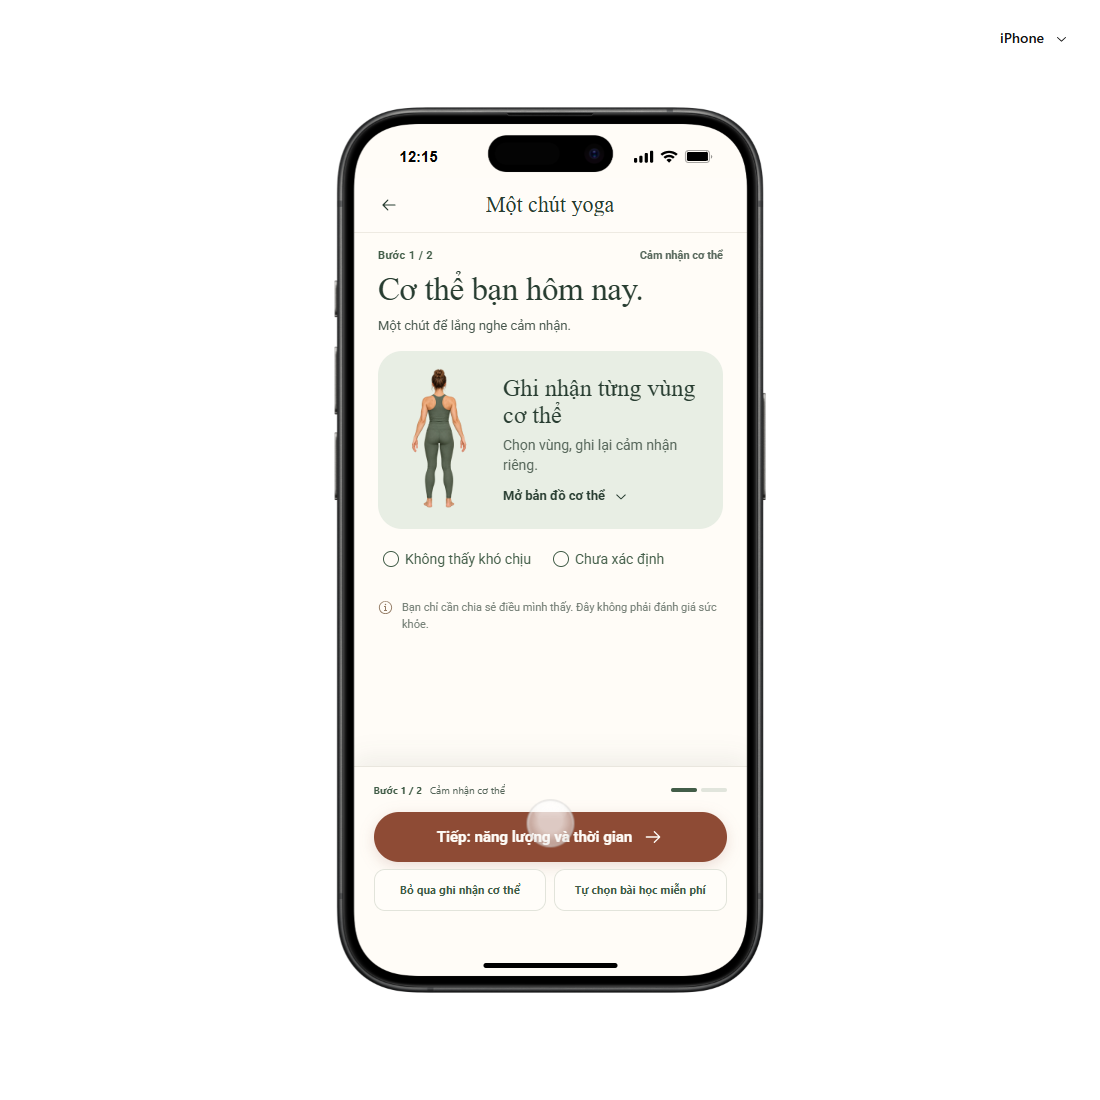 iPhone
12:15
Một chút yoga
Bước 1 / 2
Cảm nhận cơ thể
Cơ thể bạn hôm nay.
Một chút để lắng nghe cảm nhận.
Ghi nhận từng vùng
cơ thể
Chọn vùng, ghi lại cảm nhận
riêng.
Mở bản đồ cơ thể
Không thấy khó chịu
Chưa xác định
Bạn chỉ cần chia sẻ điều mình thấy. Đây không phải đánh giá sức
khỏe.
Bước 1 / 2 Cảm nhận cơ thể
Tiếp: năng lượng và thời gian
Bỏ qua ghi nhận cơ thể
Tự chọn bài học miễn phí